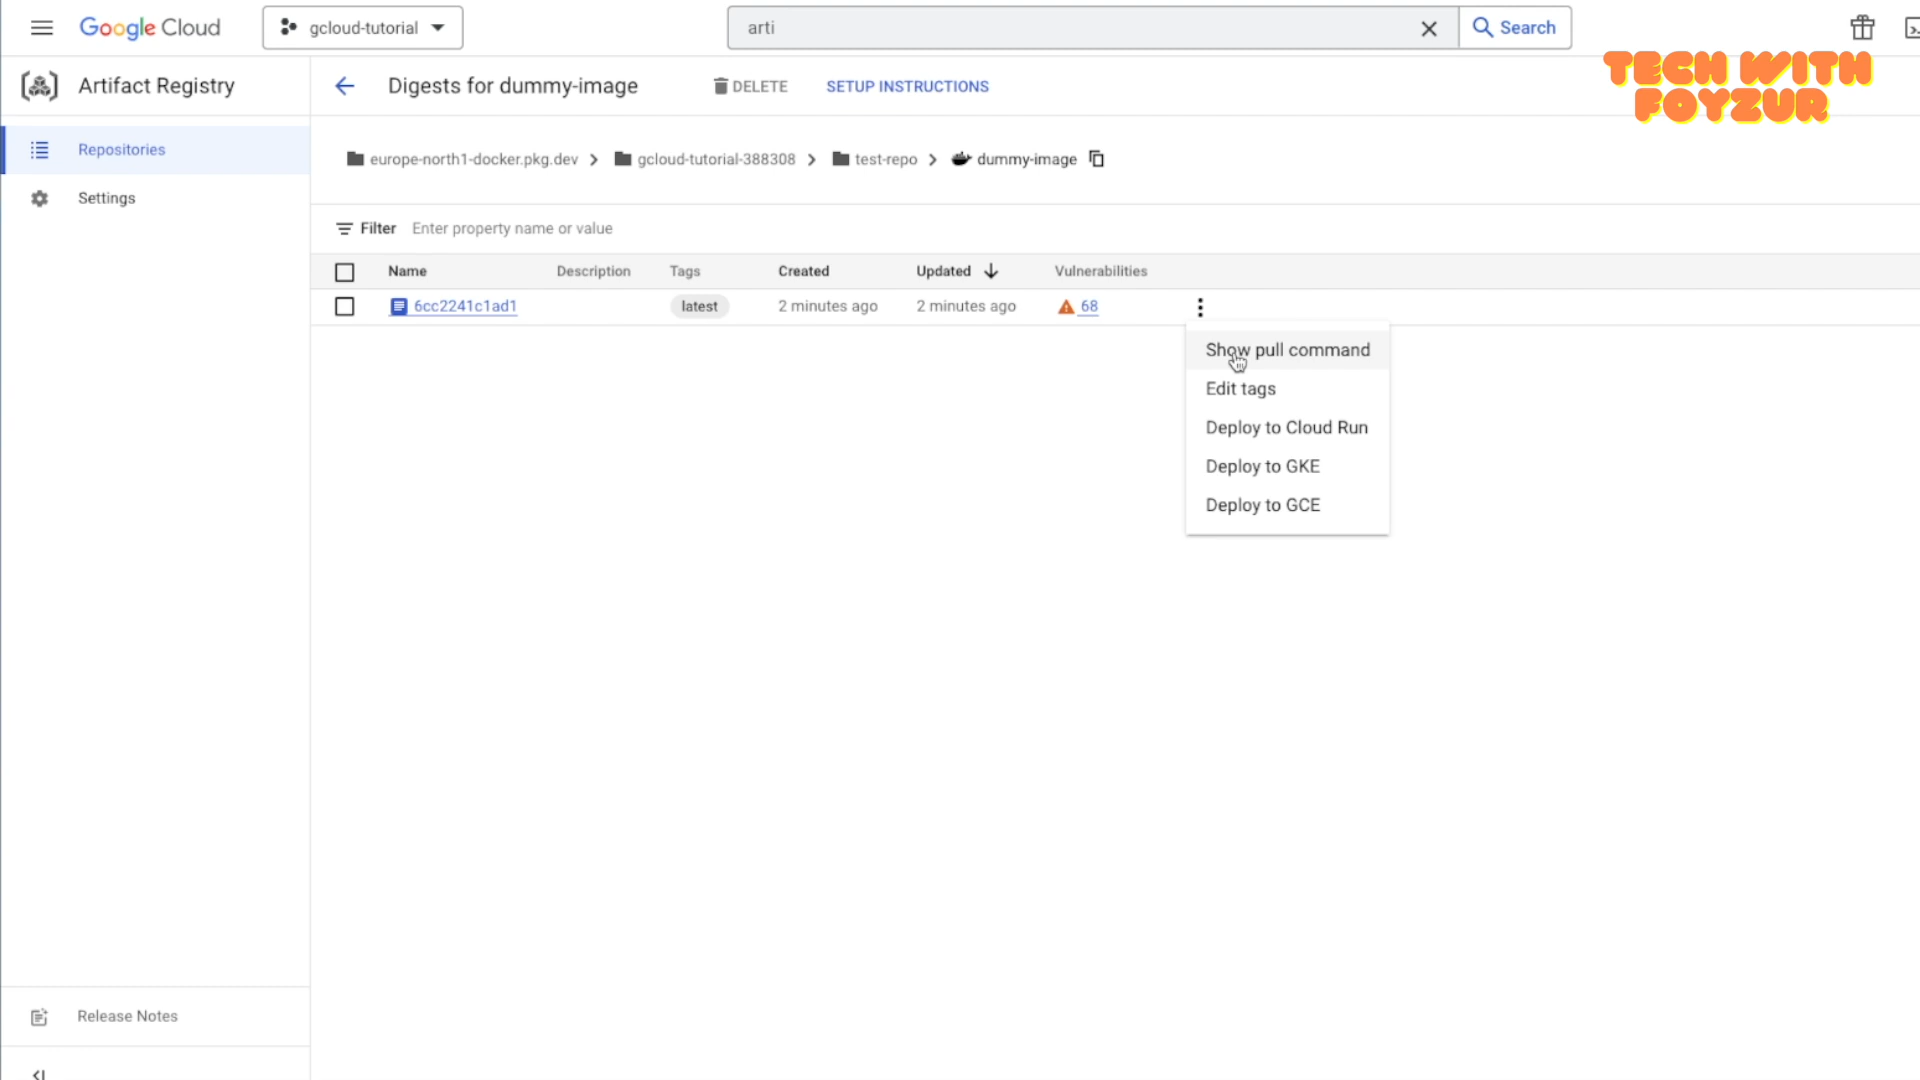 Google Cloud
gcloud-tutorial
arti
Search
TECH WITH
FOYZUR
Artifact Registry
Digests for dummy-image
DELETE
SETUP INSTRUCTIONS
Repositories
Settings
europe-north1-docker.pkg.dev
gcloud-tutorial-388308
test-repo
dummy-image
Filter
Enter property name or value
Name
Description
Tags
Created
Updated
Vulnerabilities
6cc2241c1ad1
latest
2 minutes ago
2 minutes ago
68
Show pull command
Edit tags
Deploy to Cloud Run
Deploy to GKE
Deploy to GCE
Release Notes